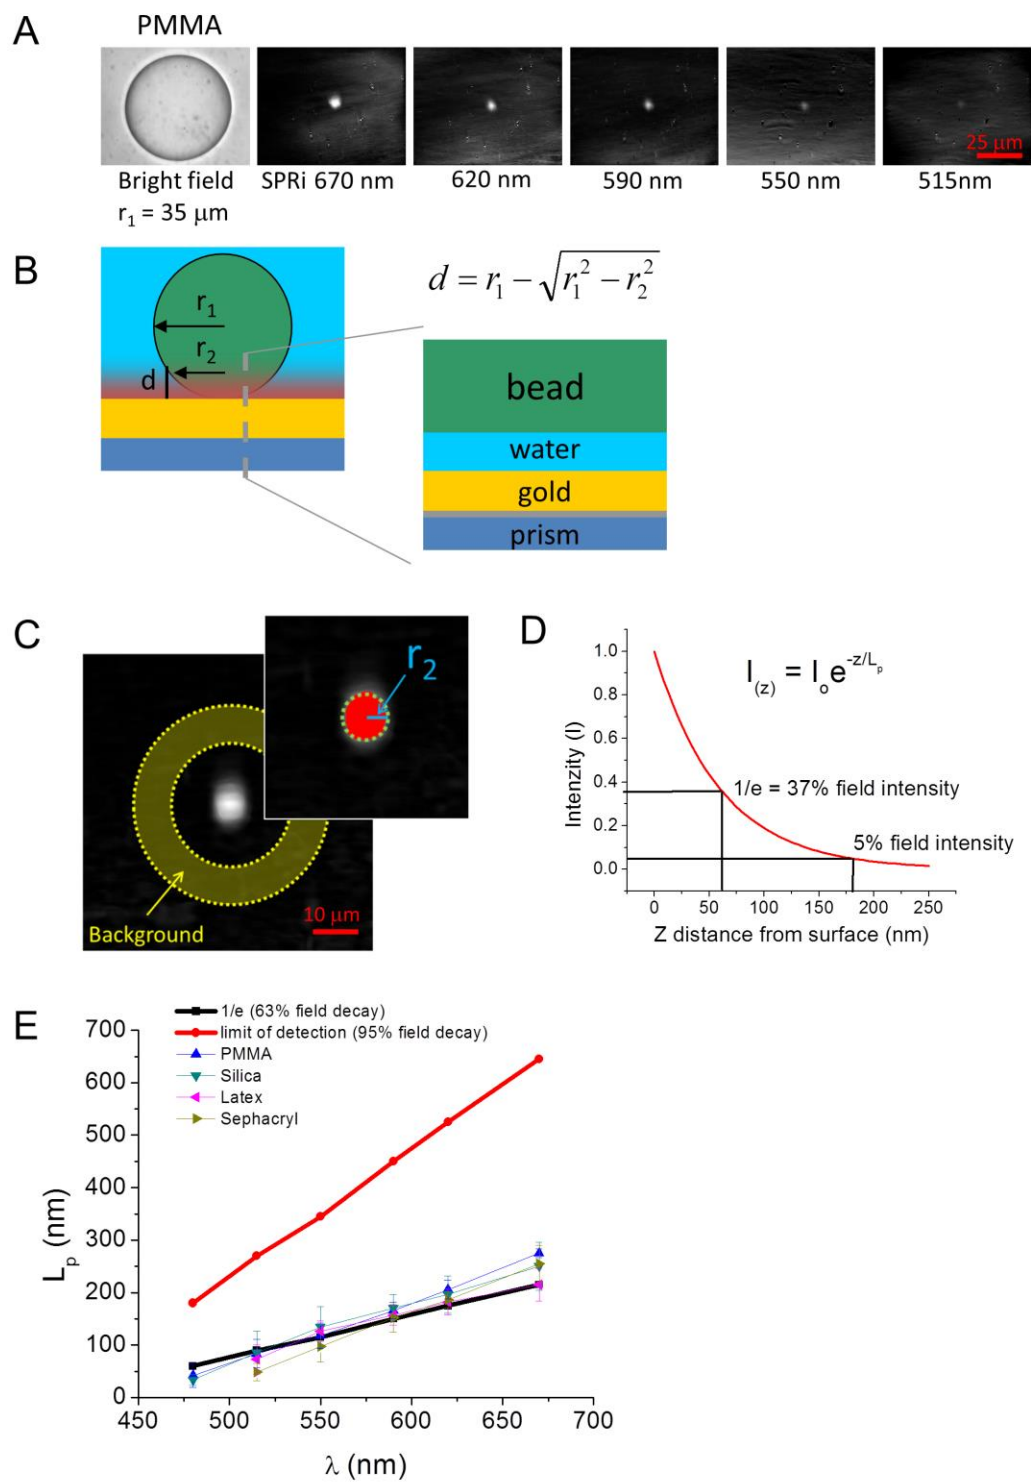 A
PMMA
Bright field
r₁ = 35 μm
SPRi 670 nm
620 nm
590 nm
550 nm
515nm
25 μm
B
r₁
r₂
d
d = r₁ − √(r₁² − r₂²)
bead
water
gold
prism
C
r₂
Background
10 μm
D
I₍z₎ = Iₒe^(-z/Lₚ)
1/e = 37% field intensity
5% field intensity
Intenzity (I)
1.0
0.8
0.6
0.4
0.2
0.0
0 50 100 150 200 250
Z distance from surface (nm)
E
1/e (63% field decay)
limit of detection (95% field decay)
PMMA
Silica
Latex
Sephacryl
Lₚ (nm)
700
600
500
400
300
200
100
0
450 500 550 600 650 700
λ (nm)